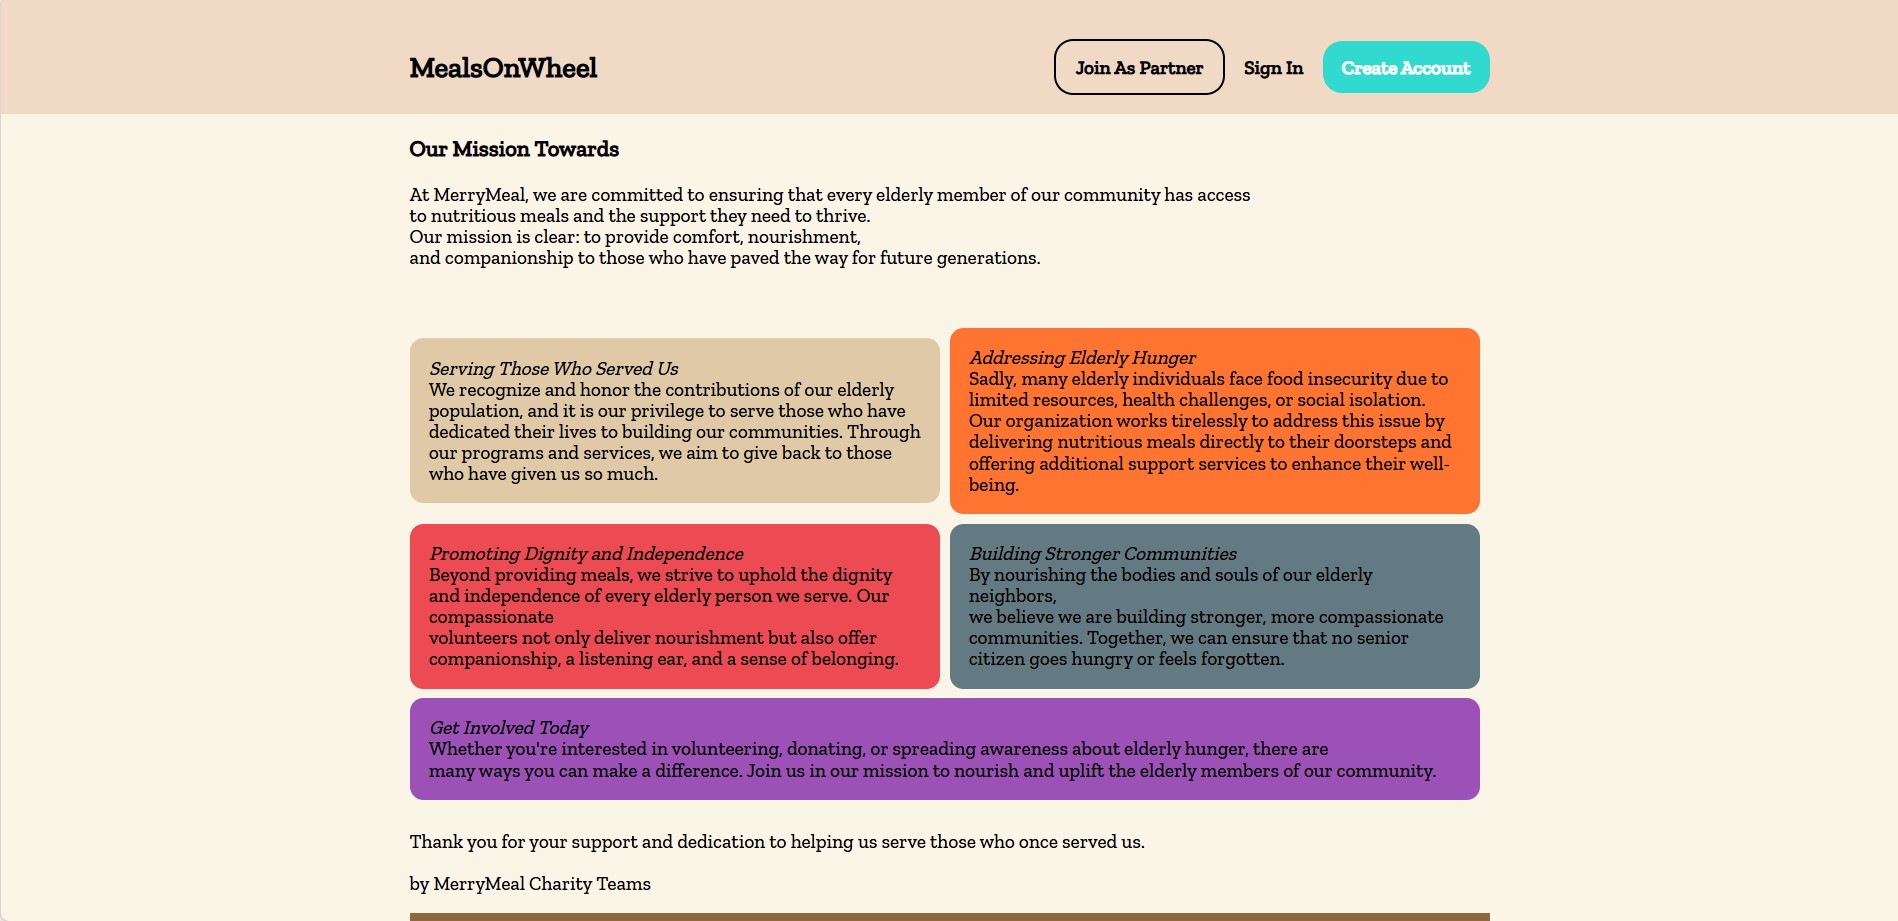 MealsOnWheel
Join As Partner
Sign In
Create Account
Our Mission Towards
At MerryMeal, we are committed to ensuring that every elderly member of our community has access
to nutritious meals and the support they need to thrive.
Our mission is clear: to provide comfort, nourishment,
and companionship to those who have paved the way for future generations.
Serving Those Who Served Us
We recognize and honor the contributions of our elderly
population, and it is our privilege to serve those who have
dedicated their lives to building our communities. Through
our programs and services, we aim to give back to those
who have given us so much.
Addressing Elderly Hunger
Sadly, many elderly individuals face food insecurity due to
limited resources, health challenges, or social isolation.
Our organization works tirelessly to address this issue by
delivering nutritious meals directly to their doorsteps and
offering additional support services to enhance their well-
being.
Promoting Dignity and Independence
Beyond providing meals, we strive to uphold the dignity
and independence of every elderly person we serve. Our
compassionate
volunteers not only deliver nourishment but also offer
companionship, a listening ear, and a sense of belonging.
Building Stronger Communities
By nourishing the bodies and souls of our elderly
neighbors,
we believe we are building stronger, more compassionate
communities. Together, we can ensure that no senior
citizen goes hungry or feels forgotten.
Get Involved Today
Whether you're interested in volunteering, donating, or spreading awareness about elderly hunger, there are
many ways you can make a difference. Join us in our mission to nourish and uplift the elderly members of our community.
Thank you for your support and dedication to helping us serve those who once served us.
by MerryMeal Charity Teams